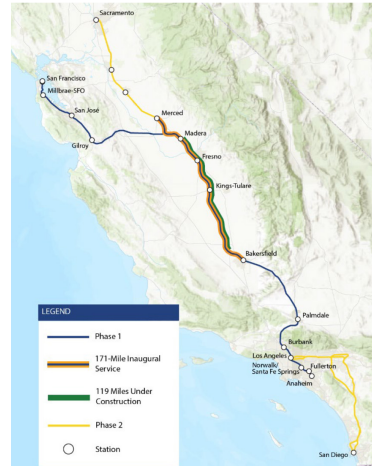 Sacramento
San Francisco
Millbrae-SFO
San José
Gilroy
Merced
Madera
Fresno
Kings-Tulare
Bakersfield
Palmdale
Burbank
Los Angeles
Norwalk/
Santa Fe Springs
Fullerton
Anaheim
San Diego
LEGEND
Phase 1
171-Mile Inaugural
Service
119 Miles Under
Construction
Phase 2
Station